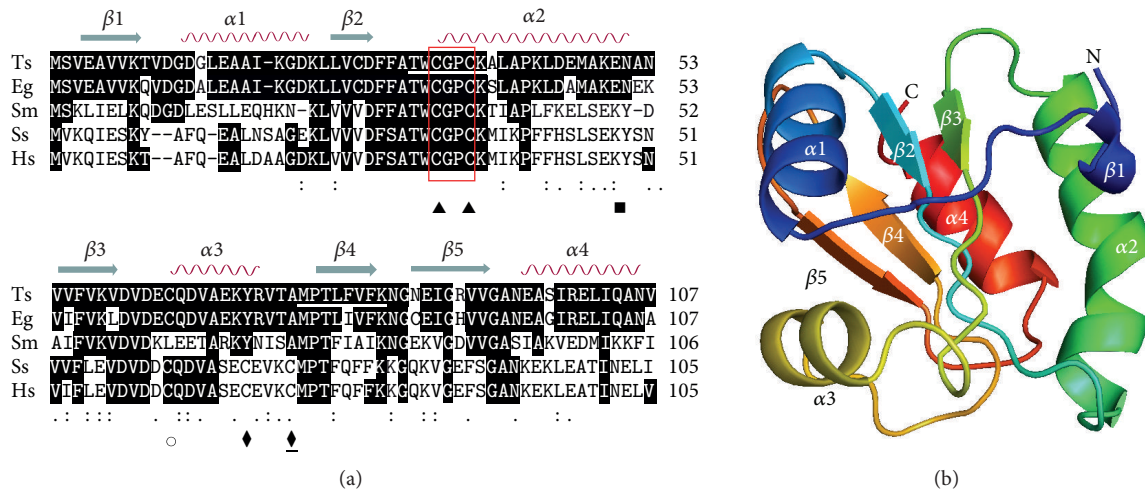 β1 α1 β2 α2
Ts MSVEAVVKTVDGDGLEAAI-KGDKLLVCDFFATWCGPCKALAPKLDEMAKENAN 53
Eg MSVEAVVKQVDGDALEAAI-KGDKLLVCDFFATWCGPCKSLAPKLDAMAKENEK 53
Sm MSKLIELKQDGDLESLLEQHKN-KLVVVDFFATWCGPCKTIAPLFKELSEKY-D 52
Ss MVKQIESKY--AFQ-EALNSAGEKLVVVDFSATWCGPCKMIKPFFHSLSEKYSN 51
Hs MVKQIESKT--AFQ-EALDAAGDKLVVVDFSATWCGPCKMIKPFFHSLSEKYSN 51
: : : : . : . .
▲ ▲ ■
β3 α3 β4 β5 α4
Ts VVFVKVDVDECQDVAEKYRVTAMPTLFVFKNGNEIGRVVGANEASIRELIQANV 107
Eg VIFVKLDVDECQDVAEKYRVTAMPTLIVFKNGCEIGHVVGANEAGIRELIQANA 107
Sm AIFVKVDVDKLEETARKYNISAMPTFIAIKNGEKVGDVVGASIAKVEDMIKKFI 106
Ss VVFLEVDVDDCQDVASECEVKCMPTFQFFKKGQKVGEFSGANKEKLEATINELI 105
Hs VIFLEVDVDDCQDVASECEVKCMPTFQFFKKGQKVGEFSGANKEKLEATINELV 105
. : : : : . : : . : . : . . : . : : . : . .
○ ♦ ♦
(a)
N
C
β3
α1
β2
β1
α4
β4
α2
β5
α3
(b)